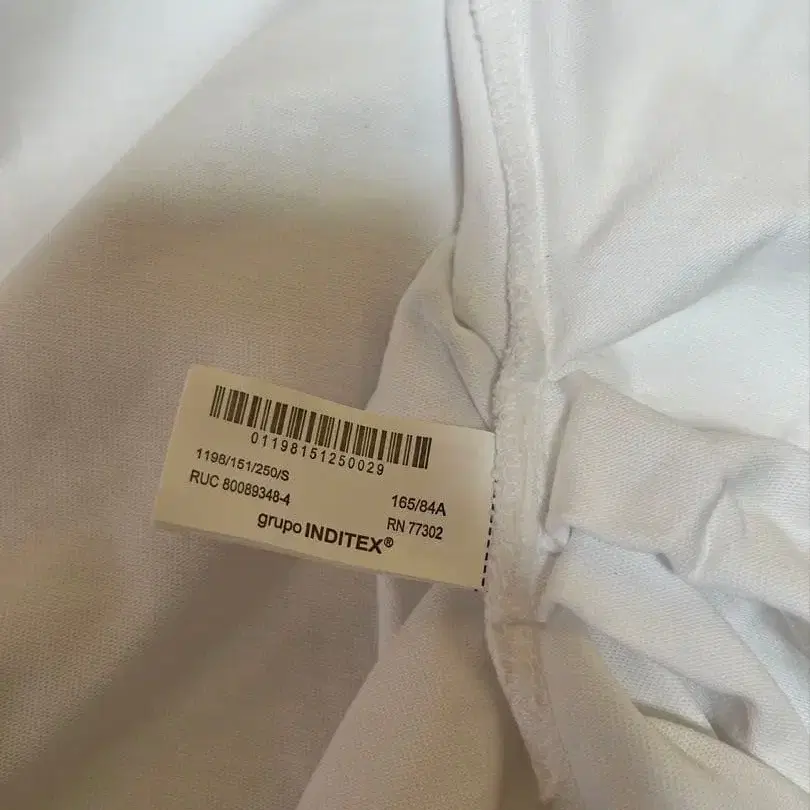 01198151250029
1198/151/250/S
RUC 80089348-4
165/84A
RN 77302
grupo INDITEX®